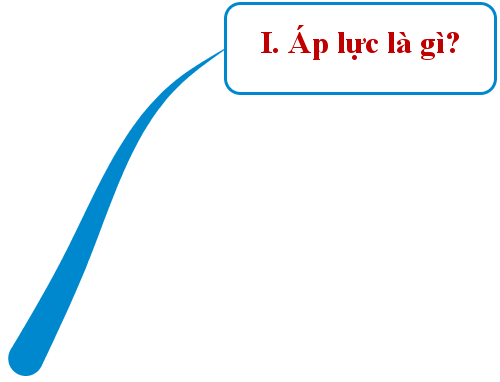 I. Áp lực là gì?